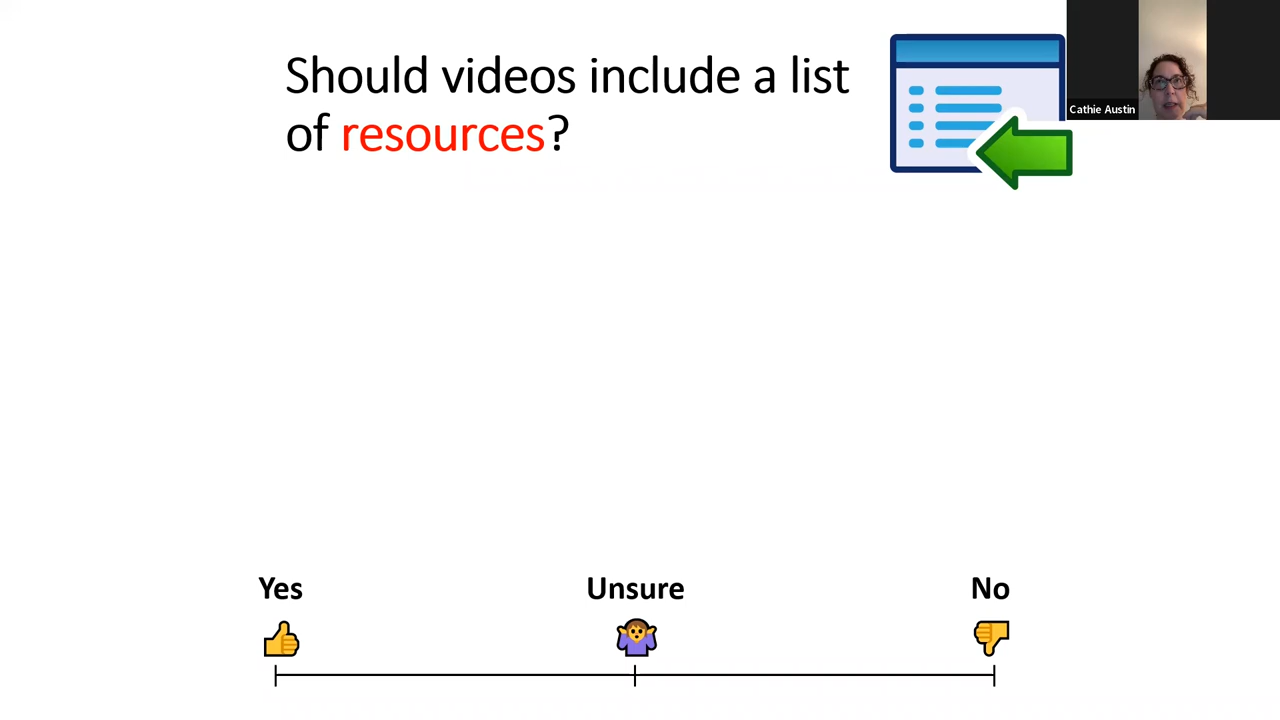 Should videos include a list
of resources?
Cathie Austin
Yes
Unsure
No